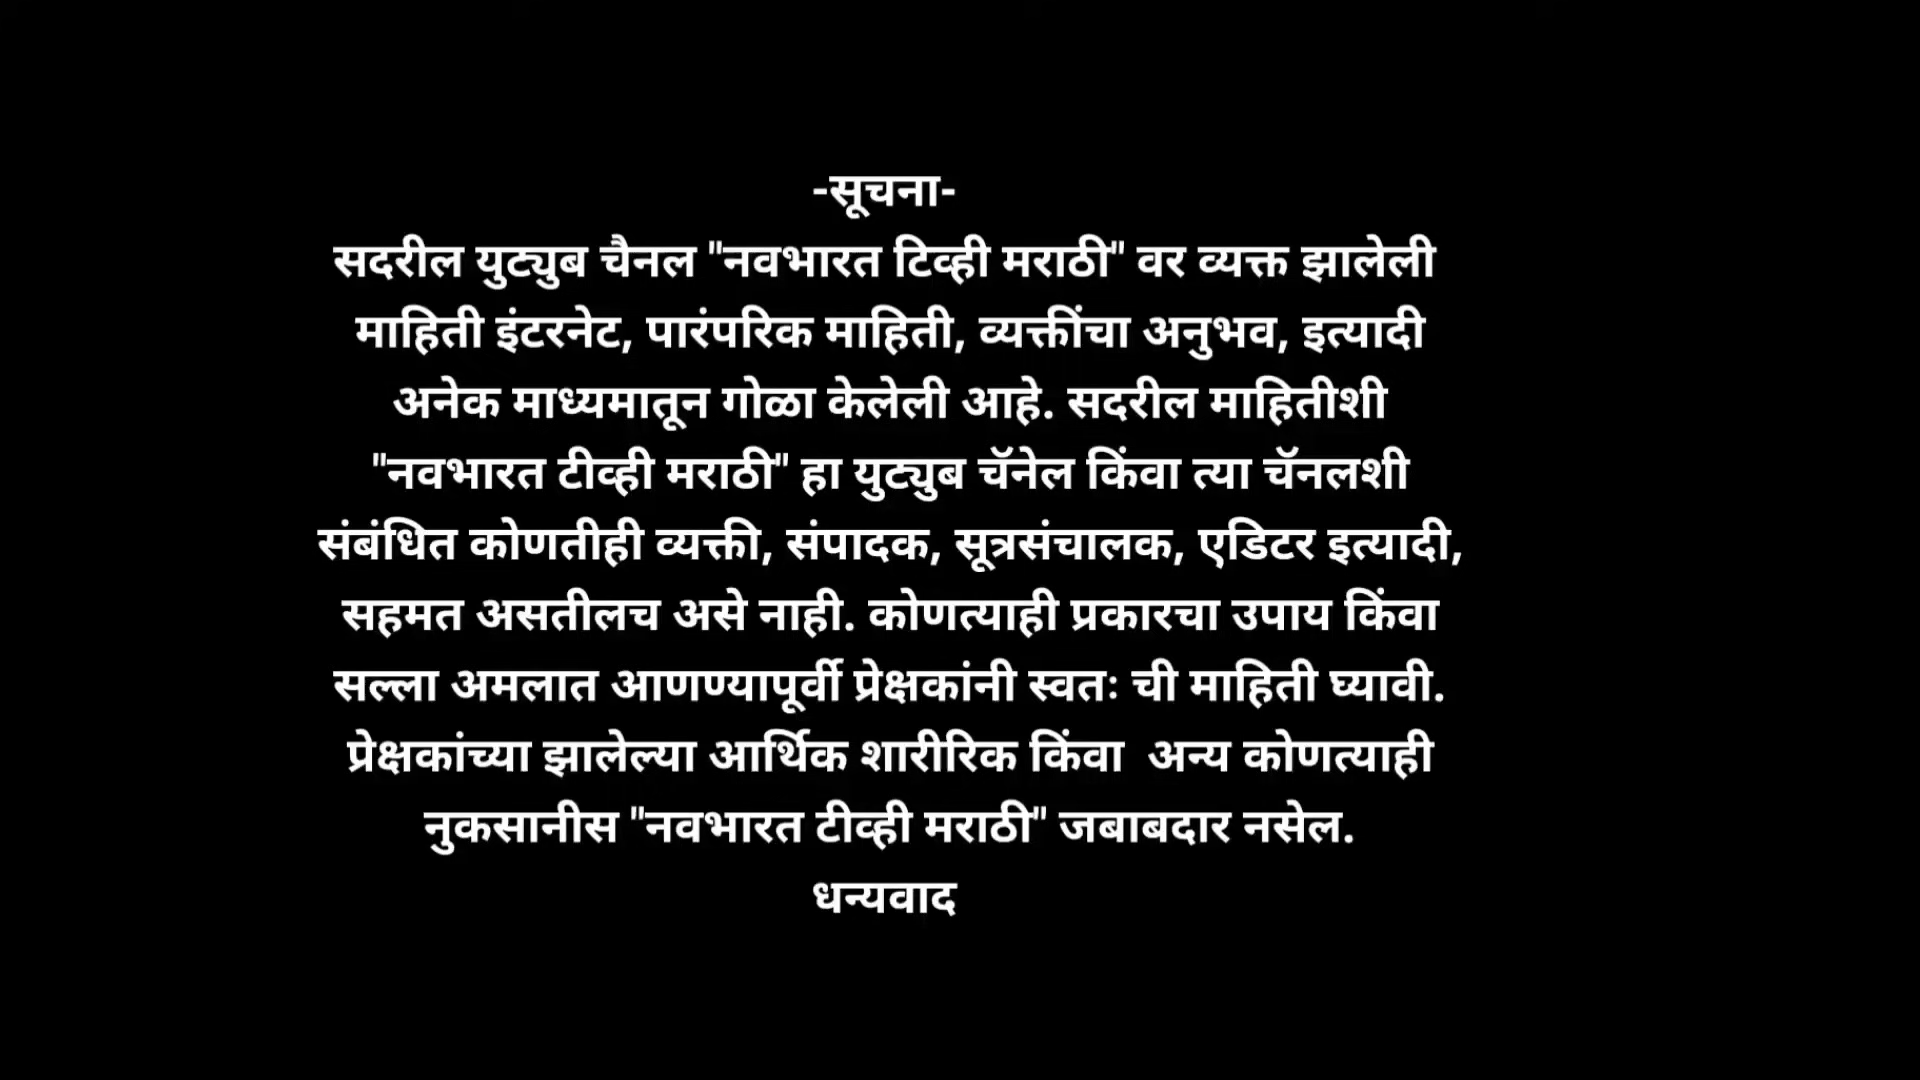 -सूचना-
सदरील युट्युब चैनल "नवभारत टिव्ही मराठी" वर व्यक्त झालेली
माहिती इंटरनेट, पारंपरिक माहिती, व्यक्तींचा अनुभव, इत्यादी
अनेक माध्यमातून गोळा केलेली आहे. सदरील माहितीशी
"नवभारत टीव्ही मराठी" हा युट्युब चॅनेल किंवा त्या चॅनलशी
संबंधित कोणतीही व्यक्ती, संपादक, सूत्रसंचालक, एडिटर इत्यादी,
सहमत असतीलच असे नाही. कोणत्याही प्रकारचा उपाय किंवा
सल्ला अमलात आणण्यापूर्वी प्रेक्षकांनी स्वतः ची माहिती घ्यावी.
प्रेक्षकांच्या झालेल्या आर्थिक शारीरिक किंवा  अन्य कोणत्याही
नुकसानीस "नवभारत टीव्ही मराठी" जबाबदार नसेल.
धन्यवाद